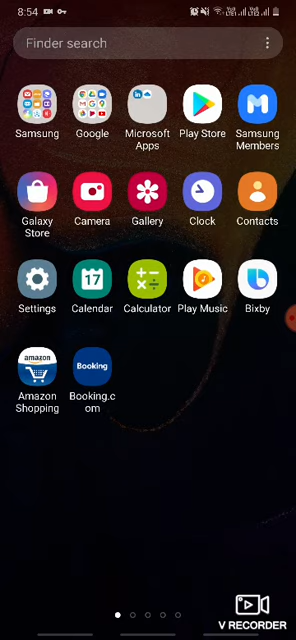 8:54
Finder search
Samsung
Google
Microsoft
Apps
Play Store
Samsung
Members
Galaxy
Store
Camera
Gallery
Clock
Contacts
Settings
17
Calendar
Calculator
Play Music
Bixby
amazon
Amazon
Shopping
Booking
Booking.c
om
V RECORDER